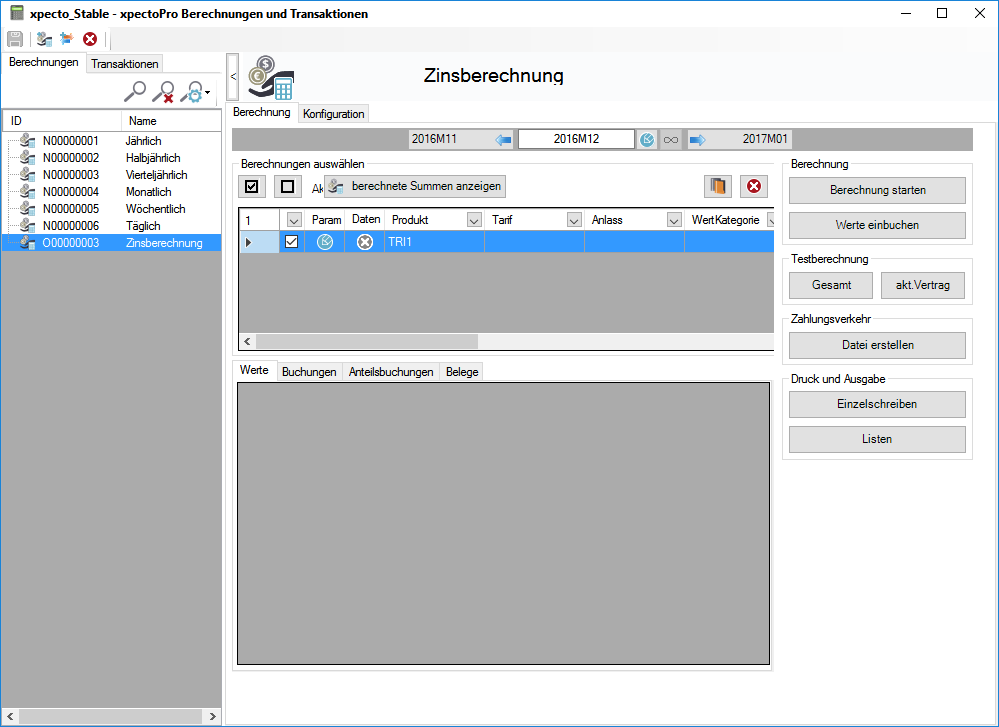 xpecto_Stable - xpectoPro Berechnungen und Transaktionen
Berechnungen Transaktionen
ID Name
N00000001 Jährlich
N00000002 Halbjährlich
N00000003 Vierteljährlich
N00000004 Monatlich
N00000005 Wöchentlich
N00000006 Täglich
O00000003 Zinsberechnung
<
Zinsberechnung
Berechnung Konfiguration
2016M11 2016M12 2017M01
Berechnungen auswählen
Ak berechnete Summen anzeigen
1 Param Daten Produkt Tarif Anlass WertKategorie
TRI1
Werte Buchungen Anteilsbuchungen Belege
Berechnung
Berechnung starten
Werte einbuchen
Testberechnung
Gesamt akt.Vertrag
Zahlungsverkehr
Datei erstellen
Druck und Ausgabe
Einzelschreiben
Listen